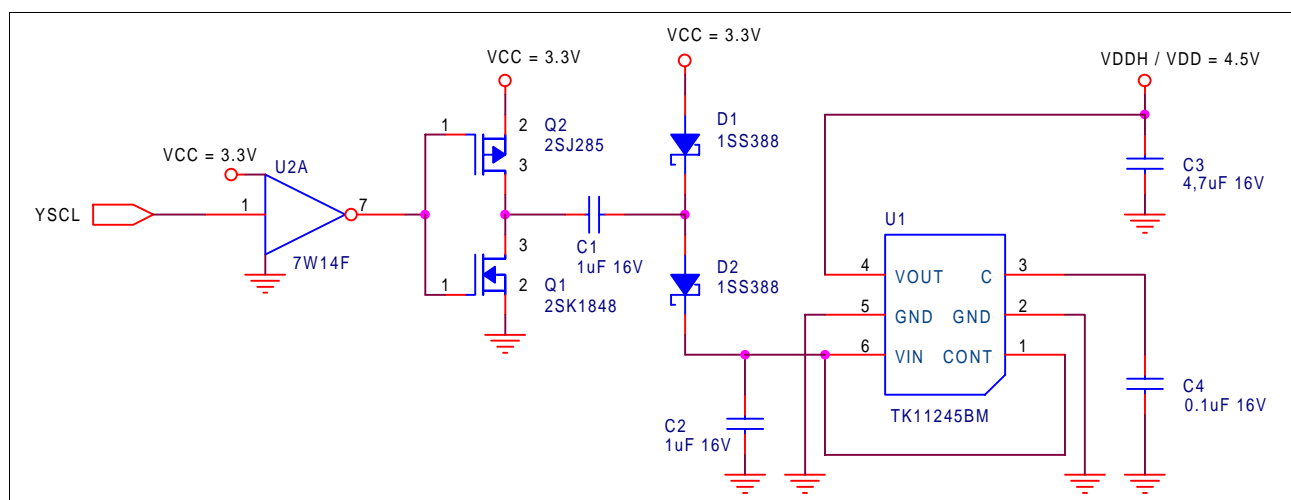 VCC = 3.3V
VCC = 3.3V
VDDH / VDD = 4.5V
VCC = 3.3V
U2A
YSCL
1
7
7W14F
1
2
Q2
2SJ285
3
3
Q1
2SK1848
2
1
C1
1uF 16V
D1
1SS388
D2
1SS388
C2
1uF 16V
U1
4
VOUT
C
3
5
GND
GND
2
6
VIN
CONT
1
TK11245BM
C3
4,7uF 16V
C4
0.1uF 16V